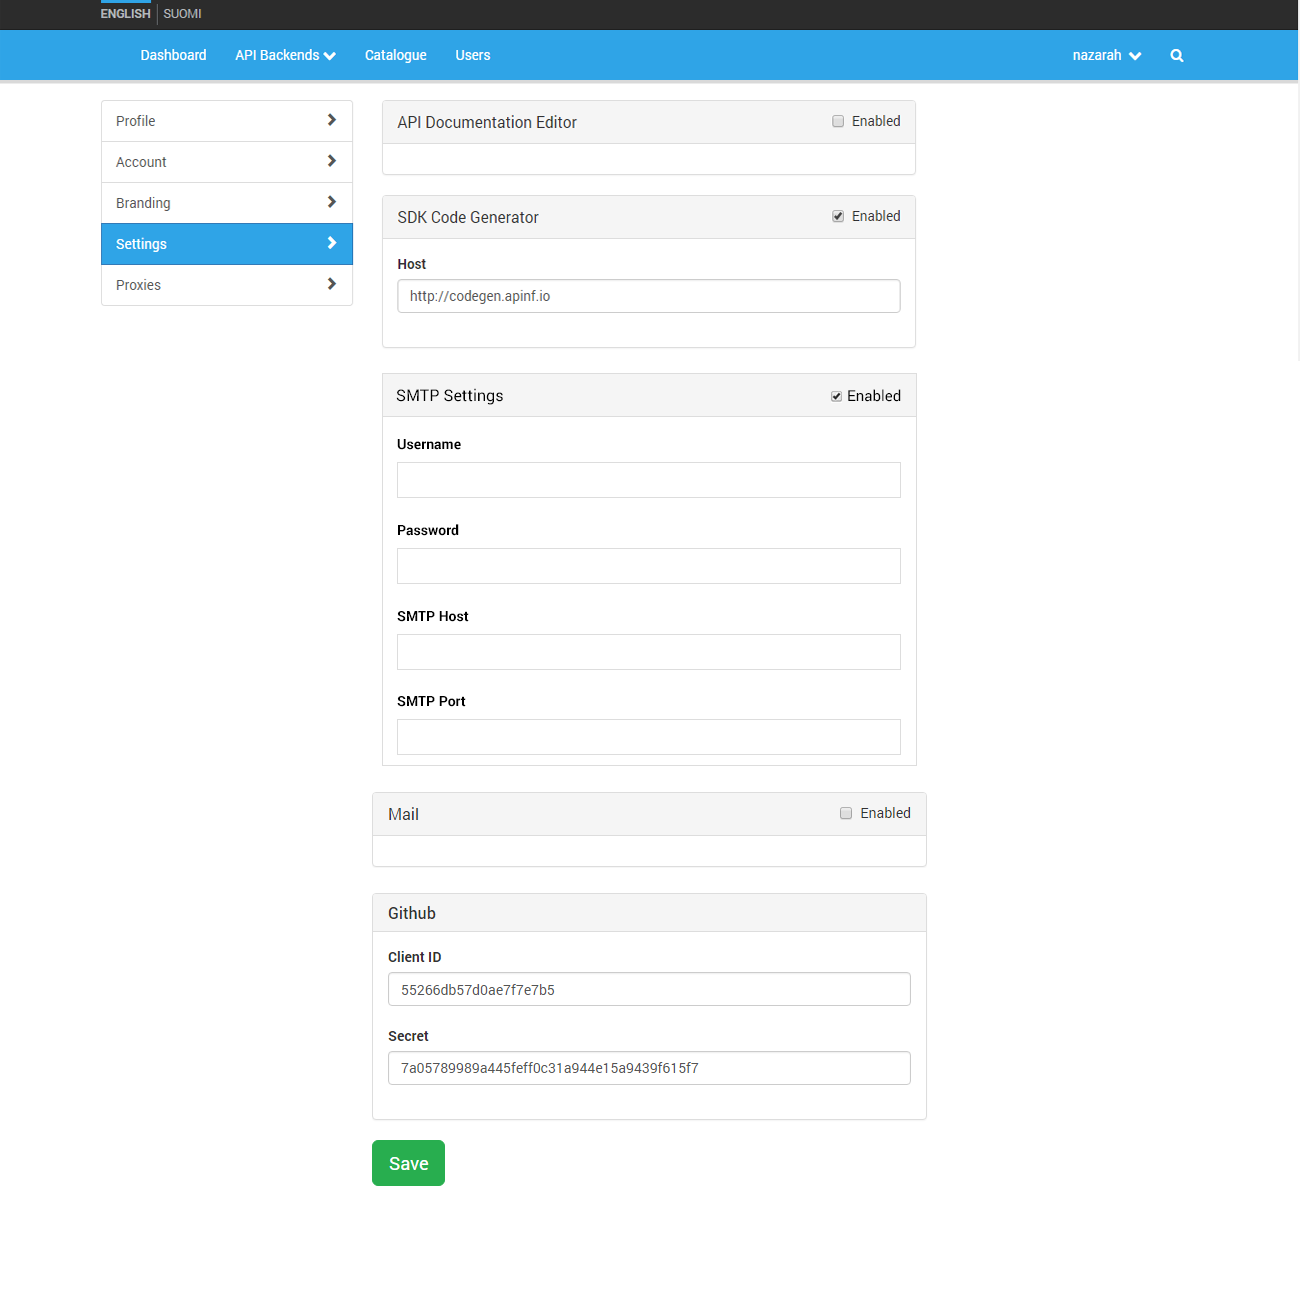 ENGLISH SUOMI
Dashboard API Backends Catalogue Users nazarah
Profile
Account
Branding
Settings
Proxies
API Documentation Editor Enabled
SDK Code Generator Enabled
Host
http://codegen.apinf.io
SMTP Settings Enabled
Username
Password
SMTP Host
SMTP Port
Mail Enabled
Github
Client ID
55266db57d0ae7f7e7b5
Secret
7a05789989a445feff0c31a944e15a9439f615f7
Save